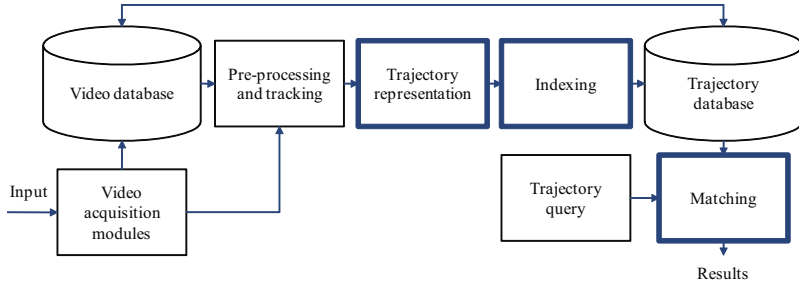 Video database
Pre-processing
and tracking
Trajectory
representation
Indexing
Trajectory
database
Input
Video
acquisition
modules
Trajectory
query
Matching
Results